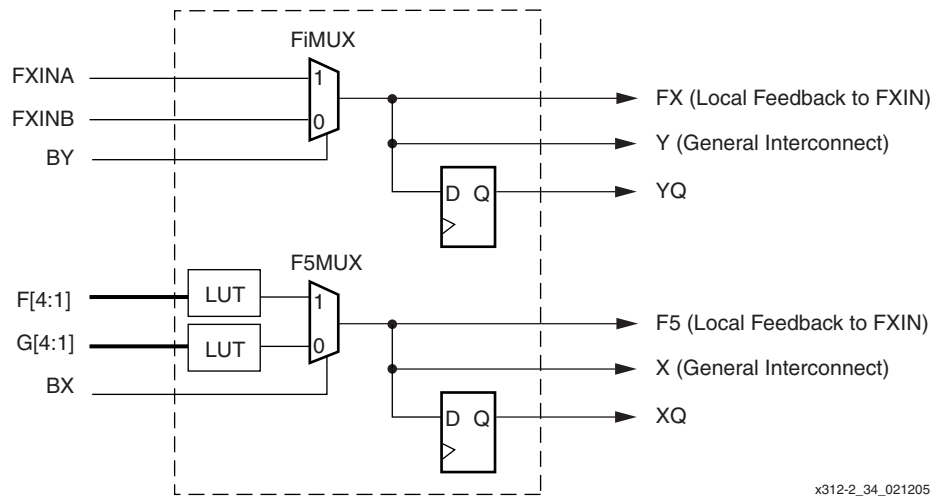 FiMUX
FXINA
1
FX (Local Feedback to FXIN)
FXINB
0
Y (General Interconnect)
BY
D Q
YQ
F5MUX
F[4:1]
LUT
1
F5 (Local Feedback to FXIN)
G[4:1]
LUT
0
X (General Interconnect)
BX
D Q
XQ
x312-2_34_021205